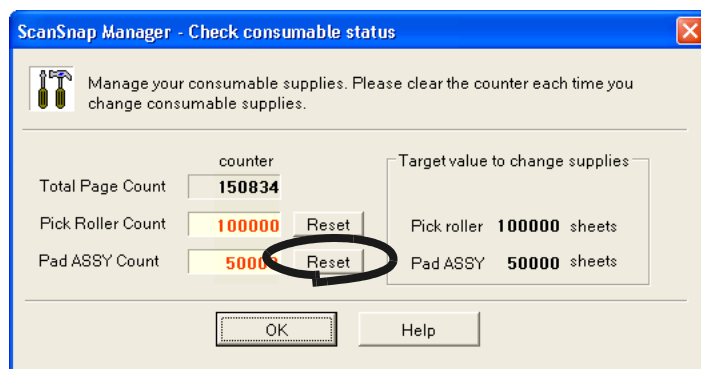 ScanSnap Manager - Check consumable status
Manage your consumable supplies. Please clear the counter each time you
change consumable supplies.
counter
Target value to change supplies
Total Page Count 150834
Pick Roller Count 100000 Reset Pick roller 100000 sheets
Pad ASSY Count 50000 Reset Pad ASSY 50000 sheets
OK Help